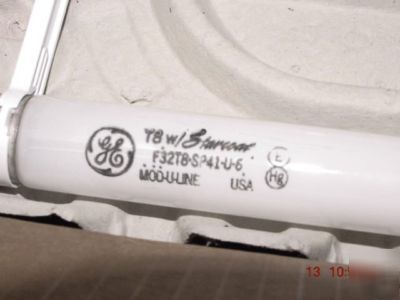 GE
T8 w/ Starcoat
F32T8·SP41-U-6
MOD-U-LINE USA
E
Hg
13 10: